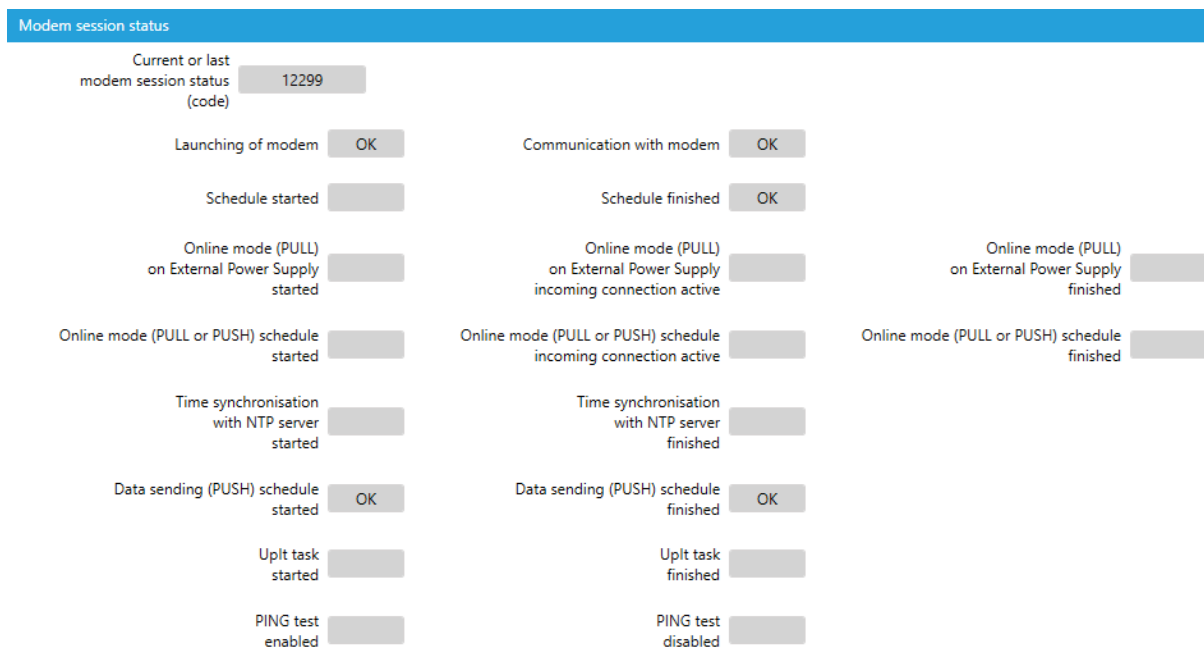 Modem session status
Current or last
modem session status
(code)
12299
Launching of modem
OK
Communication with modem
OK
Schedule started
Schedule finished
OK
Online mode (PULL)
on External Power Supply
started
Online mode (PULL)
on External Power Supply
incoming connection active
Online mode (PULL)
on External Power Supply
finished
Online mode (PULL or PUSH) schedule
started
Online mode (PULL or PUSH) schedule
incoming connection active
Online mode (PULL or PUSH) schedule
finished
Time synchronisation
with NTP server
started
Time synchronisation
with NTP server
finished
Data sending (PUSH) schedule
started
OK
Data sending (PUSH) schedule
finished
OK
Uplt task
started
Uplt task
finished
PING test
enabled
PING test
disabled